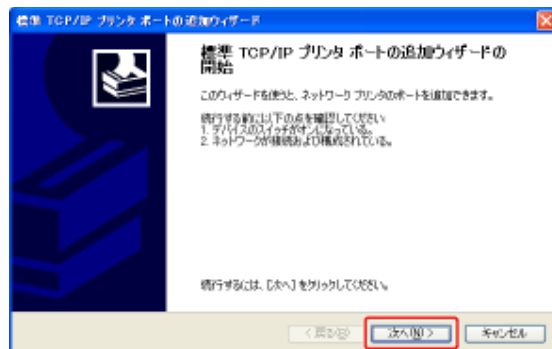 標準 TCP/IP プリンタ ポートの追加ウィザード
標準 TCP/IP プリンタ ポートの追加ウィザードの
開始
このウィザードを使うと、ネットワーク プリンタのポートを追加できます。
続行する前に以下の点を確認してください:
1. デバイスのスイッチがオンになっている。
2. ネットワークが接続および構成されている。
続行するには、[次へ] をクリックしてください。
< 戻る(B)
次へ(N) >
キャンセル